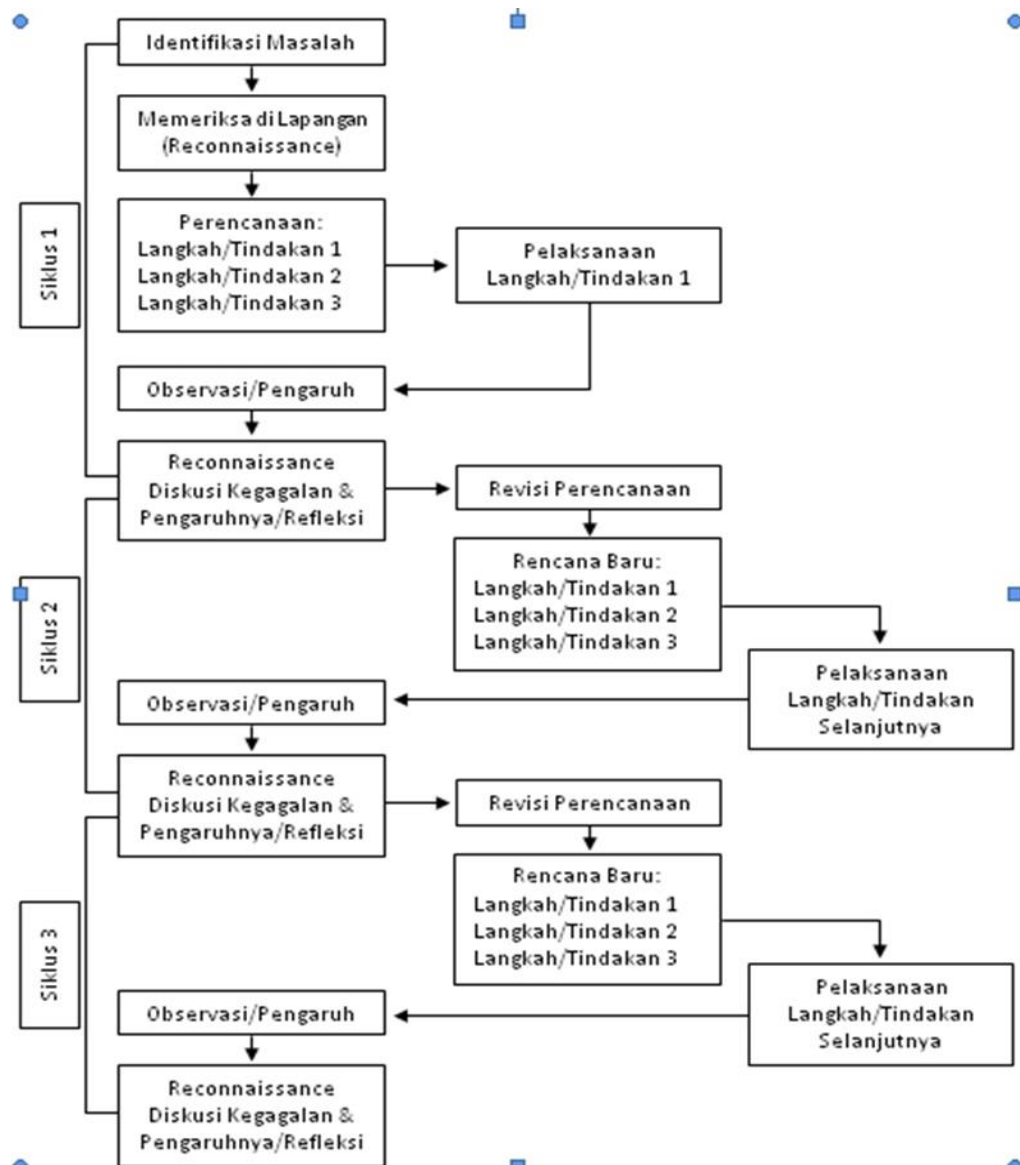 Identifikasi Masalah
Memeriksa di Lapangan
(Reconnaissance)
Siklus 1
Perencanaan:
Langkah/Tindakan 1
Langkah/Tindakan 2
Langkah/Tindakan 3
Pelaksanaan
Langkah/Tindakan 1
Observasi/Pengaruh
Reconnaissance
Diskusi Kegagalan &
Pengaruhnya/Refleksi
Revisi Perencanaan
Siklus 2
Rencana Baru:
Langkah/Tindakan 1
Langkah/Tindakan 2
Langkah/Tindakan 3
Pelaksanaan
Langkah/Tindakan
Selanjutnya
Observasi/Pengaruh
Reconnaissance
Diskusi Kegagalan &
Pengaruhnya/Refleksi
Revisi Perencanaan
Siklus 3
Rencana Baru:
Langkah/Tindakan 1
Langkah/Tindakan 2
Langkah/Tindakan 3
Pelaksanaan
Langkah/Tindakan
Selanjutnya
Observasi/Pengaruh
Reconnaissance
Diskusi Kegagalan &
Pengaruhnya/Refleksi